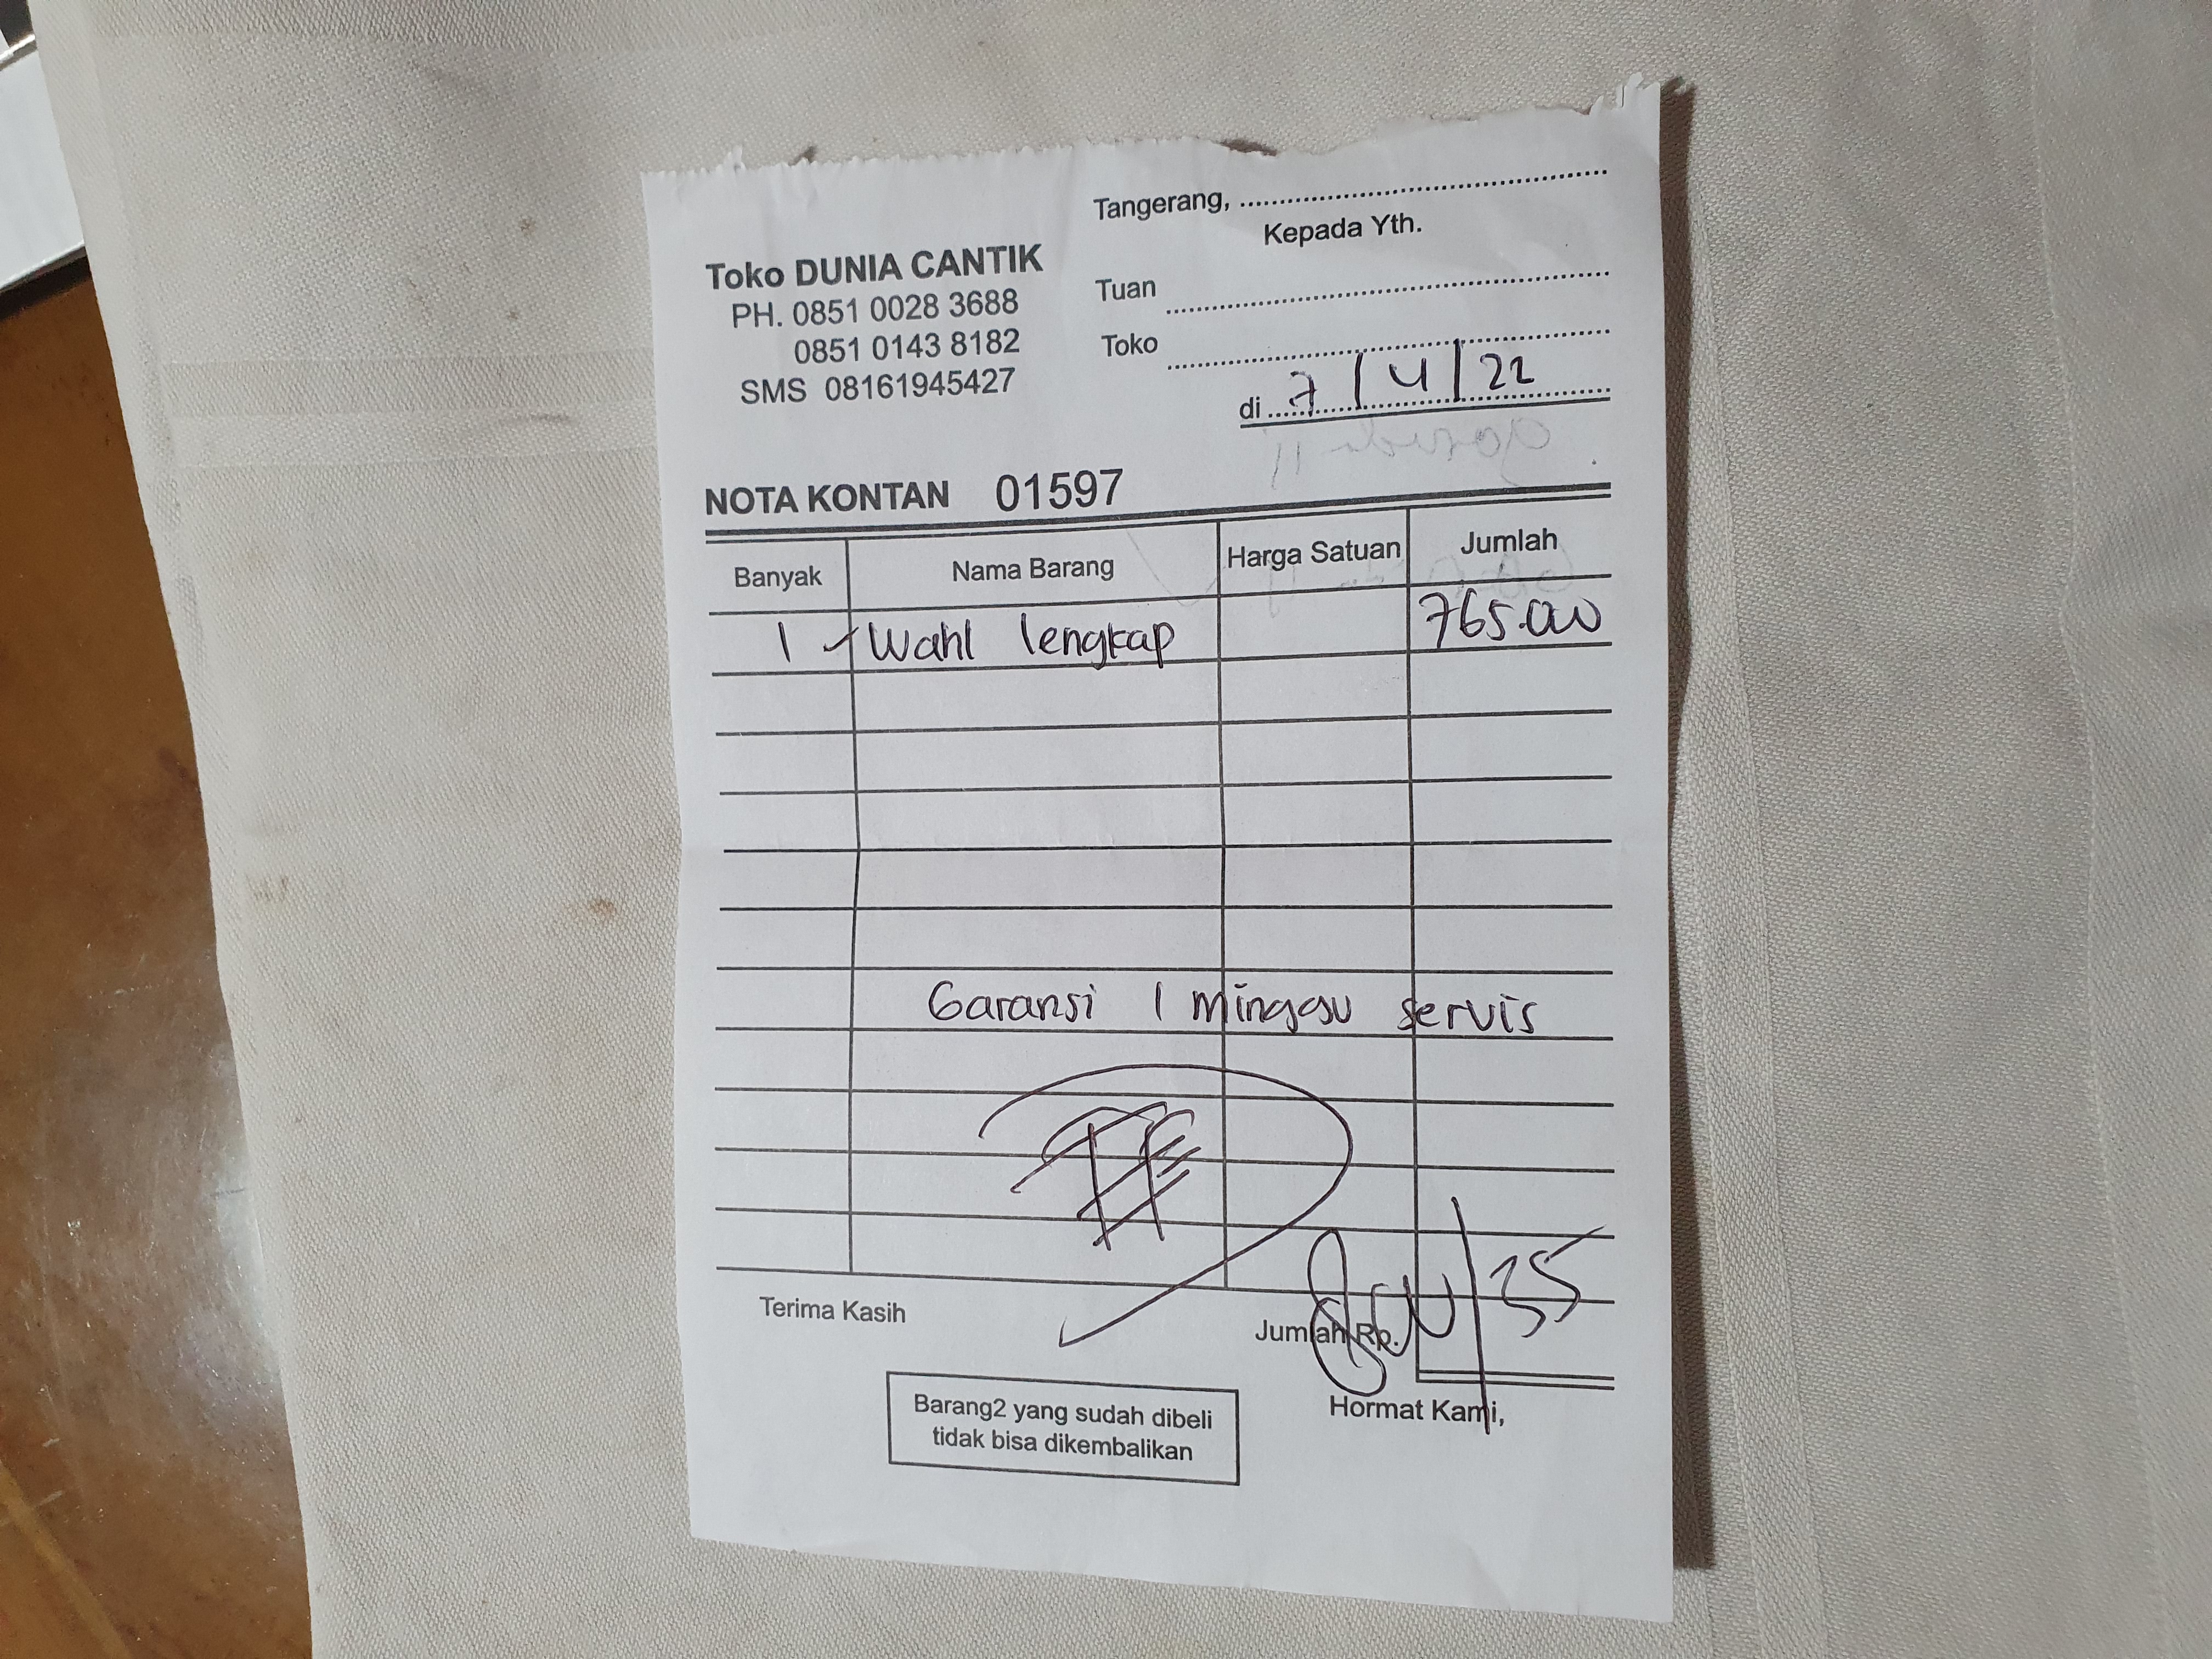 Toko DUNIA CANTIK
PH. 0851 0028 3688
0851 0143 8182
SMS 08161945427
Tangerang, ..............................
Kepada Yth.
Tuan ..............................
Toko ..............................
di 7/4/22
NOTA KONTAN 01597
Banyak Nama Barang Harga Satuan Jumlah
1 Wahl lengkap 765.000
Garansi 1 minggu servis
Jumlah Rp.
Terima Kasih
Hormat Kami,
Barang2 yang sudah dibeli
tidak bisa dikembalikan